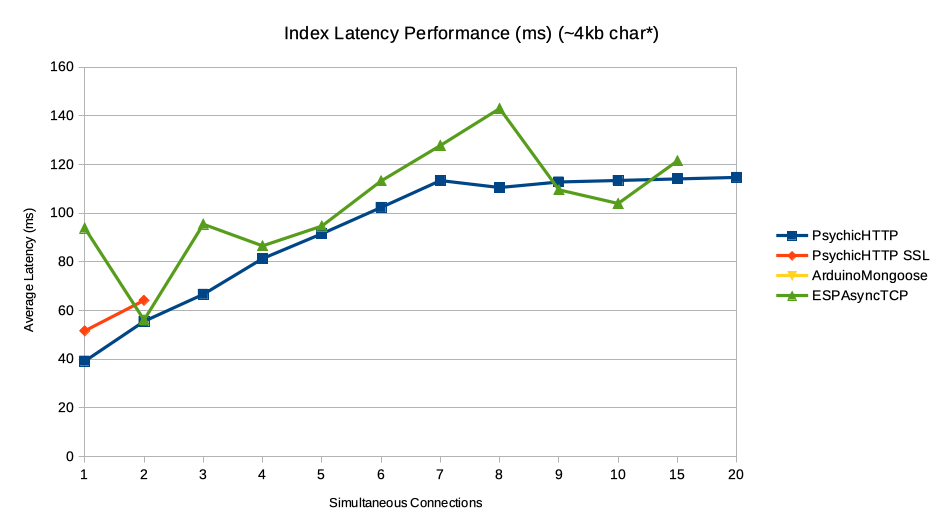 Index Latency Performance (ms) (~4kb char*)
160
140
120
100
80
60
40
20
0
Average Latency (ms)
1 2 3 4 5 6 7 8 9 10 15 20
Simultaneous Connections
PsychicHTTP
PsychicHTTP SSL
ArduinoMongoose
ESPAsyncTCP